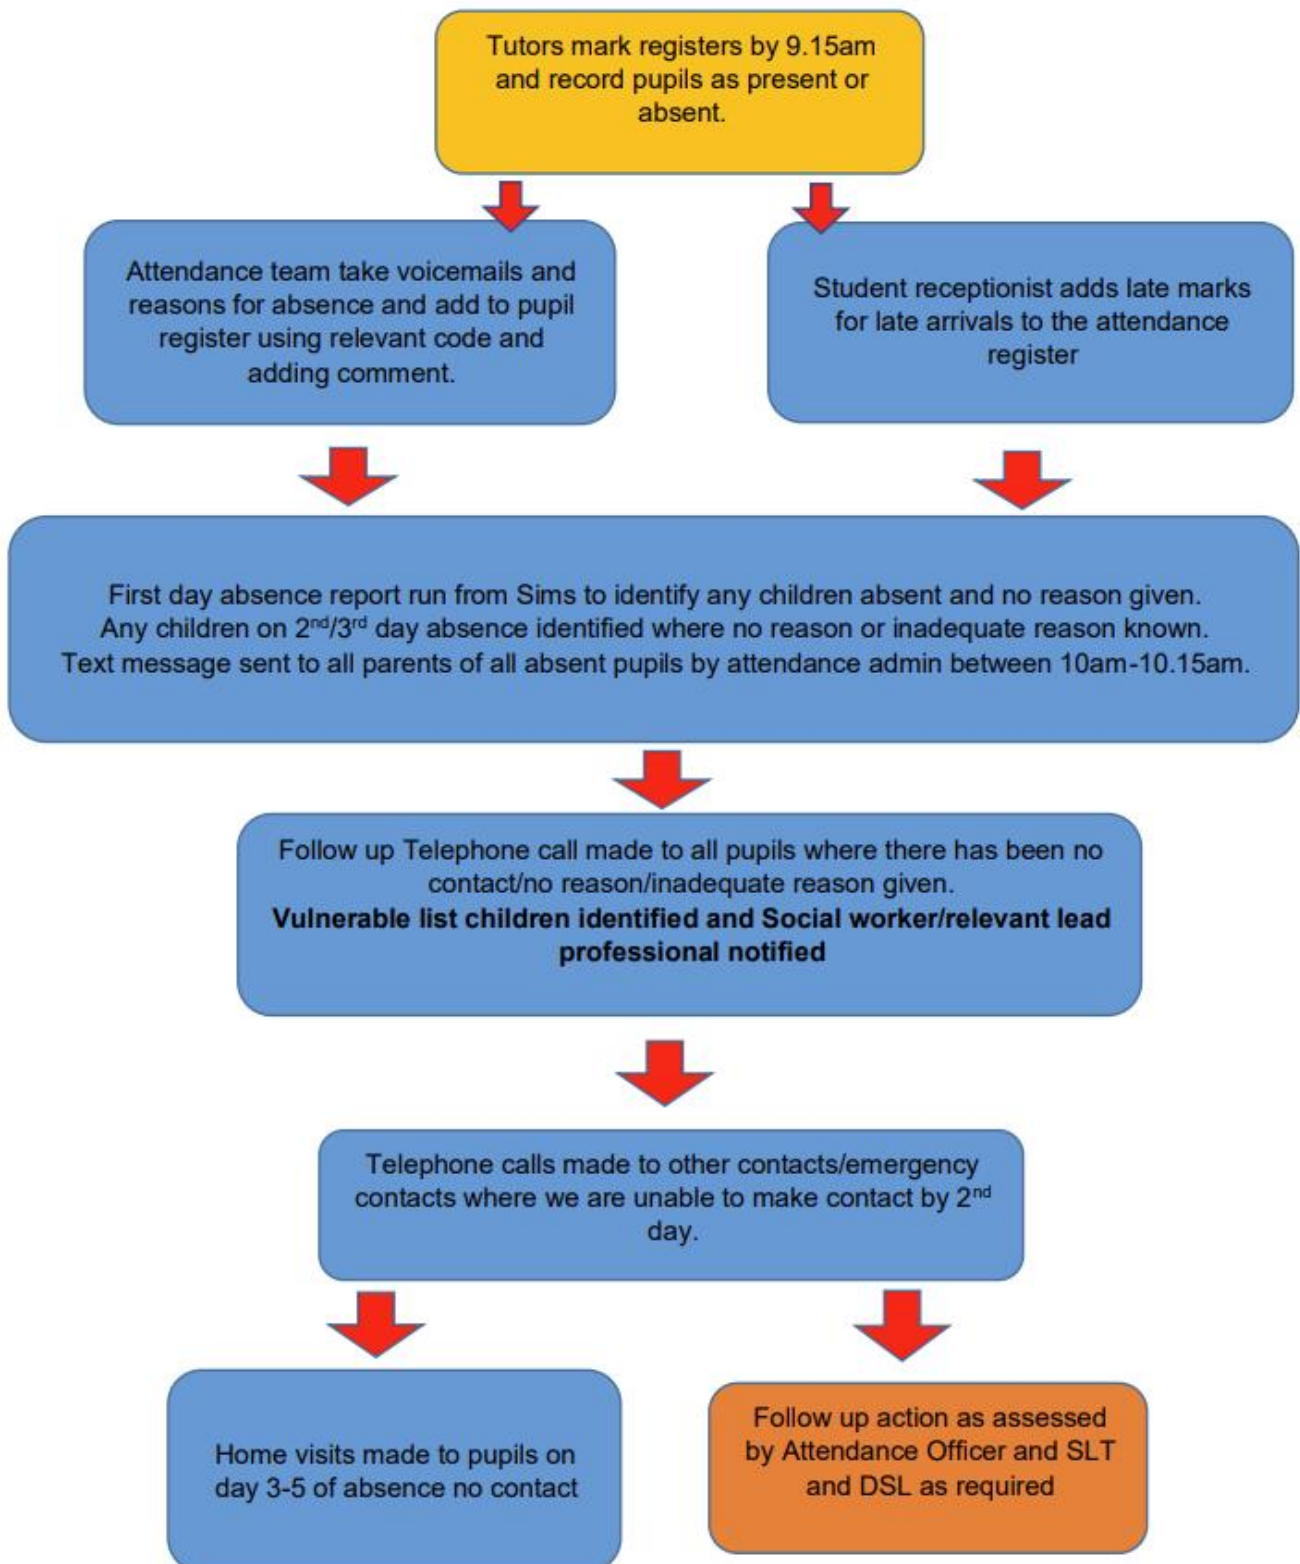 Tutors mark registers by 9.15am
and record pupils as present or
absent.
Attendance team take voicemails and
reasons for absence and add to pupil
register using relevant code and
adding comment.
Student receptionist adds late marks
for late arrivals to the attendance
register
First day absence report run from Sims to identify any children absent and no reason given.
Any children on 2nd/3rd day absence identified where no reason or inadequate reason known.
Text message sent to all parents of all absent pupils by attendance admin between 10am-10.15am.
Follow up Telephone call made to all pupils where there has been no
contact/no reason/inadequate reason given.
Vulnerable list children identified and Social worker/relevant lead
professional notified
Telephone calls made to other contacts/emergency
contacts where we are unable to make contact by 2nd
day.
Home visits made to pupils on
day 3-5 of absence no contact
Follow up action as assessed
by Attendance Officer and SLT
and DSL as required